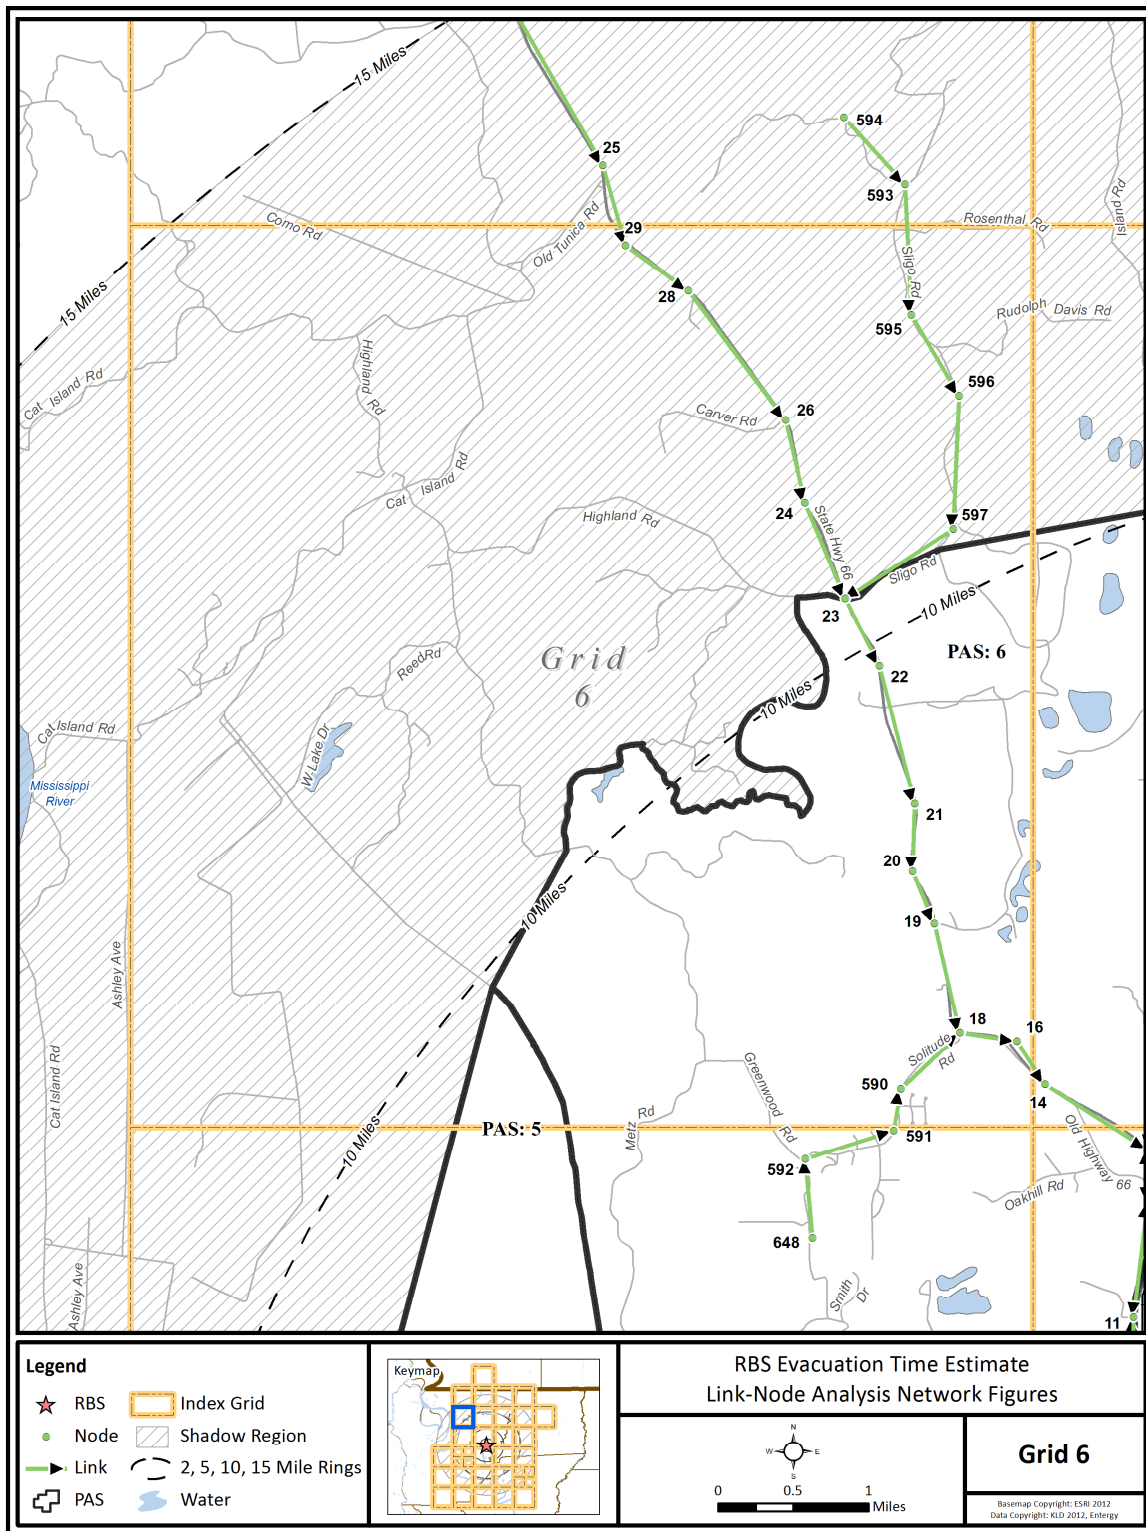 15 Miles
594
25
593
Island Rd
Como Rd
Old Tunica Rd
29
Rosenthal Rd
Sligo Rd
15 Miles
28
595
Rudolph Davis Rd
Cat Island Rd
Highland Rd
596
Carver Rd
26
Cat Island Rd
24
State Hwy 66
Highland Rd
597
Sligo Rd
10 Miles
23
Reed Rd
Grid
6
PAS: 6
22
10 Miles
Cat Island Rd
W Lake Dr
Mississippi
River
21
20
10 Miles
19
Ashley Ave
18
16
Solitude Rd
Cat Island Rd
Greenwood Rd
590
14
Metz Rd
10 Miles
PAS: 5
591
Old Highway 66
592
Oakhill Rd
648
Ashley Ave
Smith Dr
11
Legend
RBS
Index Grid
Node
Shadow Region
Link
2, 5, 10, 15 Mile Rings
PAS
Water
Keymap
RBS Evacuation Time Estimate
Link-Node Analysis Network Figures
N
W E
S
0 0.5 1
Miles
Grid 6
Basemap Copyright: ESRI 2012
Data Copyright: KLD 2012, Entergy